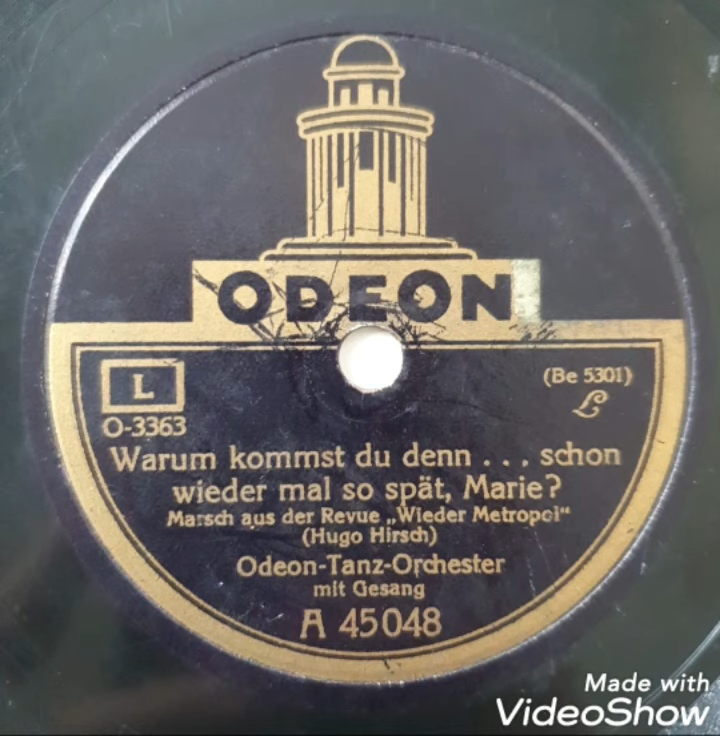 ODEON
L
(Be 5301)
O-3363
L
Warum kommst du denn . . . schon
wieder mal so spät, Marie?
Marsch aus der Revue „Wieder Metropol“
(Hugo Hirsch)
Odeon-Tanz-Orchester
mit Gesang
A 45048
Made with
VideoShow